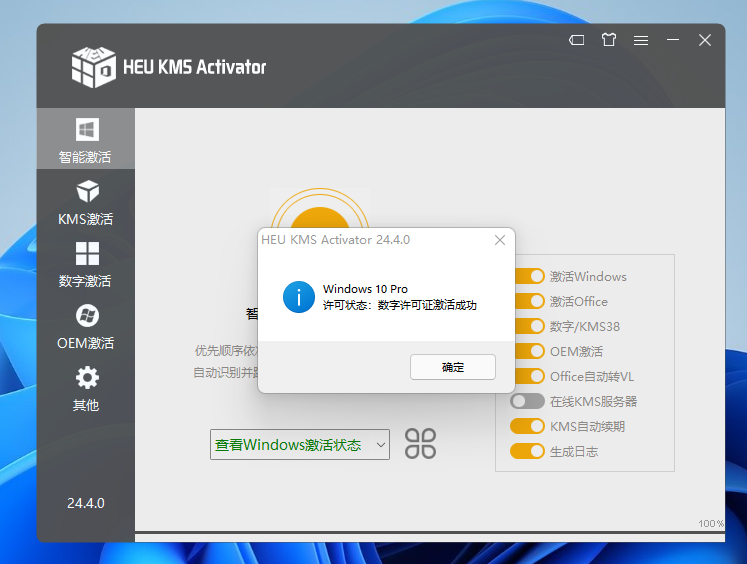 HEU KMS Activator
智能激活
KMS激活
数字激活
OEM激活
其他
24.4.0
HEU KMS Activator 24.4.0
Windows 10 Pro
许可状态：数字许可证激活成功
确定
智
优先顺序依
自动识别并
查看Windows激活状态
激活Windows
激活Office
数字/KMS38
OEM激活
Office自动转VL
在线KMS服务器
KMS自动续期
生成日志
100%